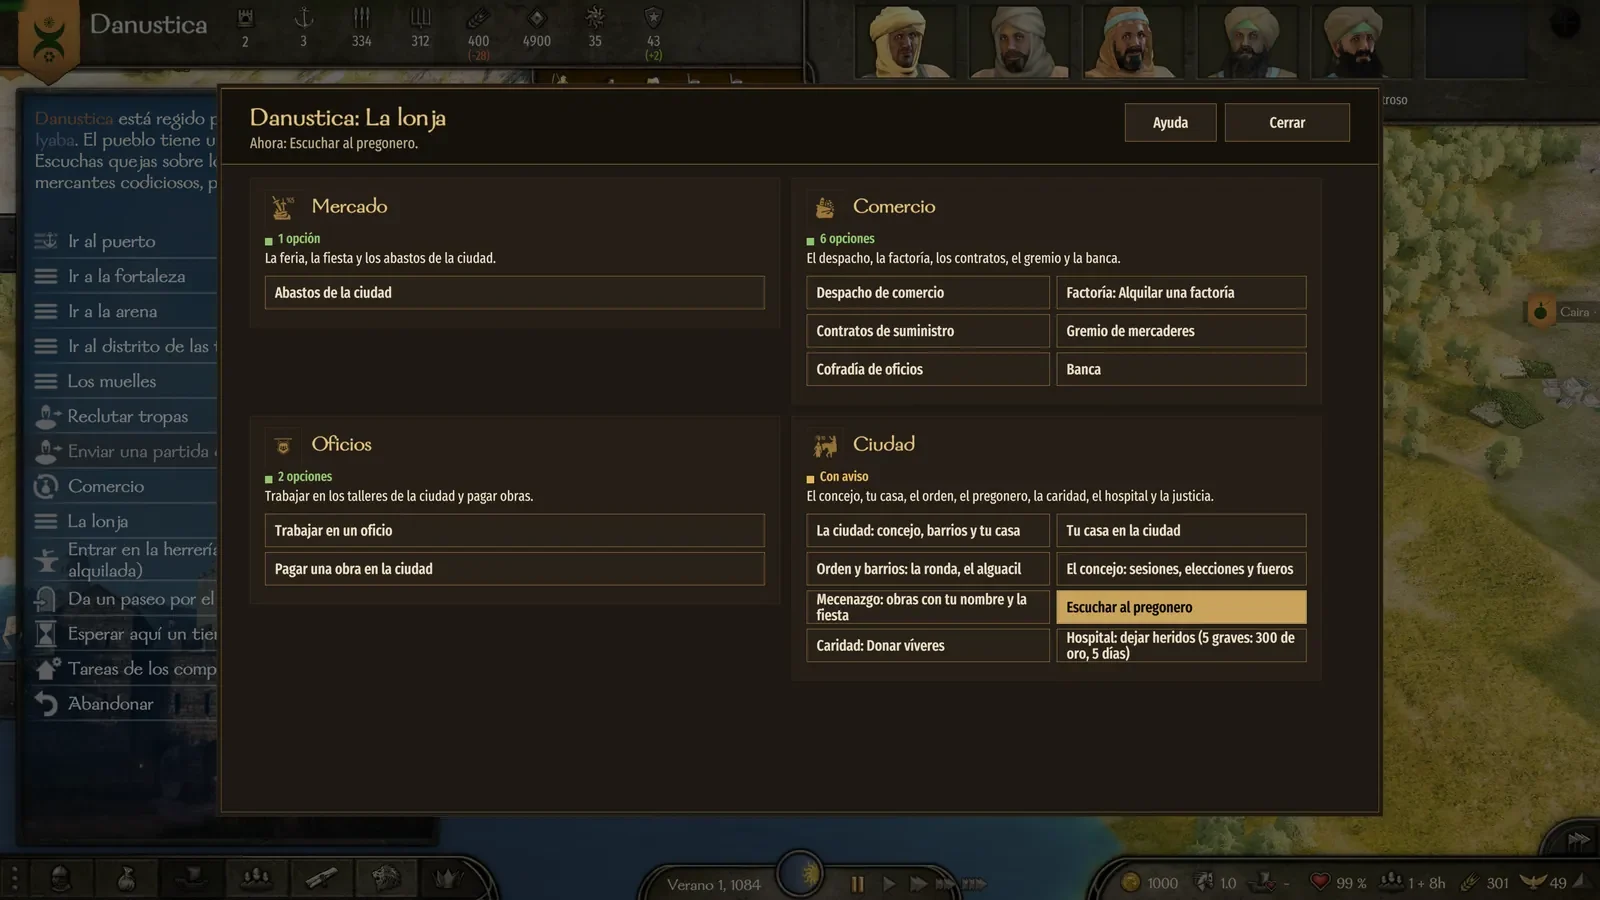 Danustica
2
3
334
312
400
(-28)
4900
35
43
(+2)
troso
Danustica está regido p
Iyaba. El pueblo tiene u
Escuchas quejas sobre lo
mercantes codiciosos, p
Ir al puerto
Ir a la fortaleza
Ir a la arena
Ir al distrito de las t
Los muelles
Reclutar tropas
Enviar una partida
Comercio
La lonja
Entrar en la herrería
alquilada)
Da un paseo por el
Esperar aquí un tier
Tareas de los comp
Abandonar
Danustica: La lonja
Ahora: Escuchar al pregonero.
Ayuda
Cerrar
Mercado
1 opción
La feria, la fiesta y los abastos de la ciudad.
Abastos de la ciudad
Comercio
6 opciones
El despacho, la factoría, los contratos, el gremio y la banca.
Despacho de comercio
Factoría: Alquilar una factoría
Contratos de suministro
Gremio de mercaderes
Cofradía de oficios
Banca
Oficios
2 opciones
Trabajar en los talleres de la ciudad y pagar obras.
Trabajar en un oficio
Pagar una obra en la ciudad
Ciudad
Con aviso
El concejo, tu casa, el orden, el pregonero, la caridad, el hospital y la justicia.
La ciudad: concejo, barrios y tu casa
Tu casa en la ciudad
Orden y barrios: la ronda, el alguacil
El concejo: sesiones, elecciones y fueros
Mecenazgo: obras con tu nombre y la
fiesta
Escuchar al pregonero
Caridad: Donar víveres
Hospital: dejar heridos (5 graves: 300 de
oro, 5 días)
Caira
Verano 1, 1084
1000
1.0
-
99 %
1 + 8h
301
49